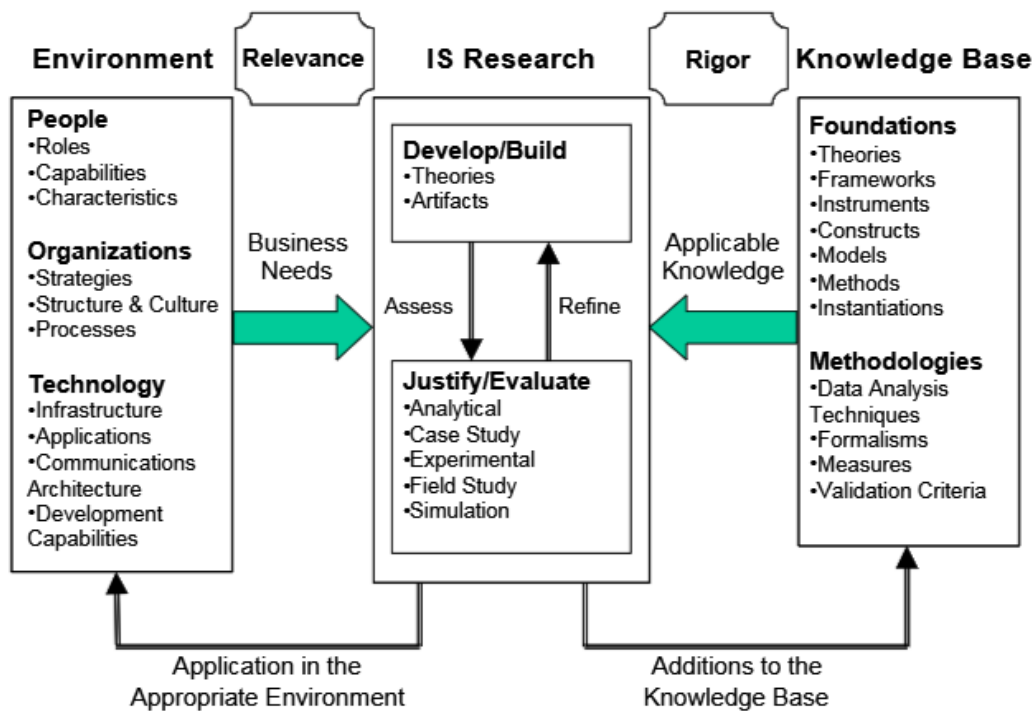 Environment
Relevance
IS Research
Rigor
Knowledge Base
People
•Roles
•Capabilities
•Characteristics
Organizations
•Strategies
•Structure & Culture
•Processes
Technology
•Infrastructure
•Applications
•Communications
Architecture
•Development
Capabilities
Business
Needs
Develop/Build
•Theories
•Artifacts
Assess
Refine
Justify/Evaluate
•Analytical
•Case Study
•Experimental
•Field Study
•Simulation
Applicable
Knowledge
Foundations
•Theories
•Frameworks
•Instruments
•Constructs
•Models
•Methods
•Instantiations
Methodologies
•Data Analysis
Techniques
•Formalisms
•Measures
•Validation Criteria
Application in the
Appropriate Environment
Additions to the
Knowledge Base